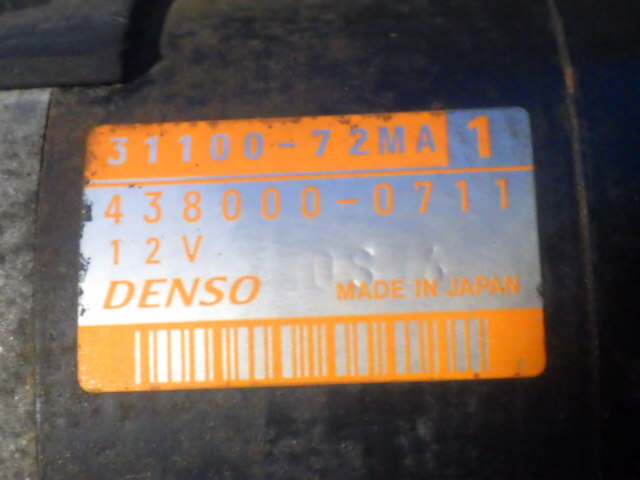 31100-72MA 1
438000-0711
12V
DENSO MADE IN JAPAN